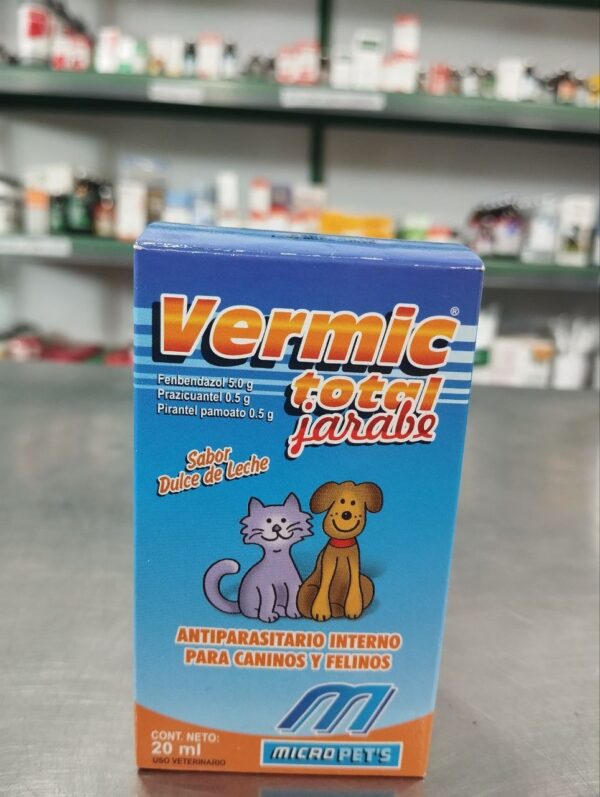 Vermic®
total
jarabe
Fenbendazol 5.0 g
Prazicuantel 0.5 g
Pirantel pamoato 0.5 g
Sabor
Dulce de Leche
ANTIPARASITARIO INTERNO
PARA CANINOS Y FELINOS
CONT. NETO:
20 ml
USO VETERINARIO
MICRO PET'S